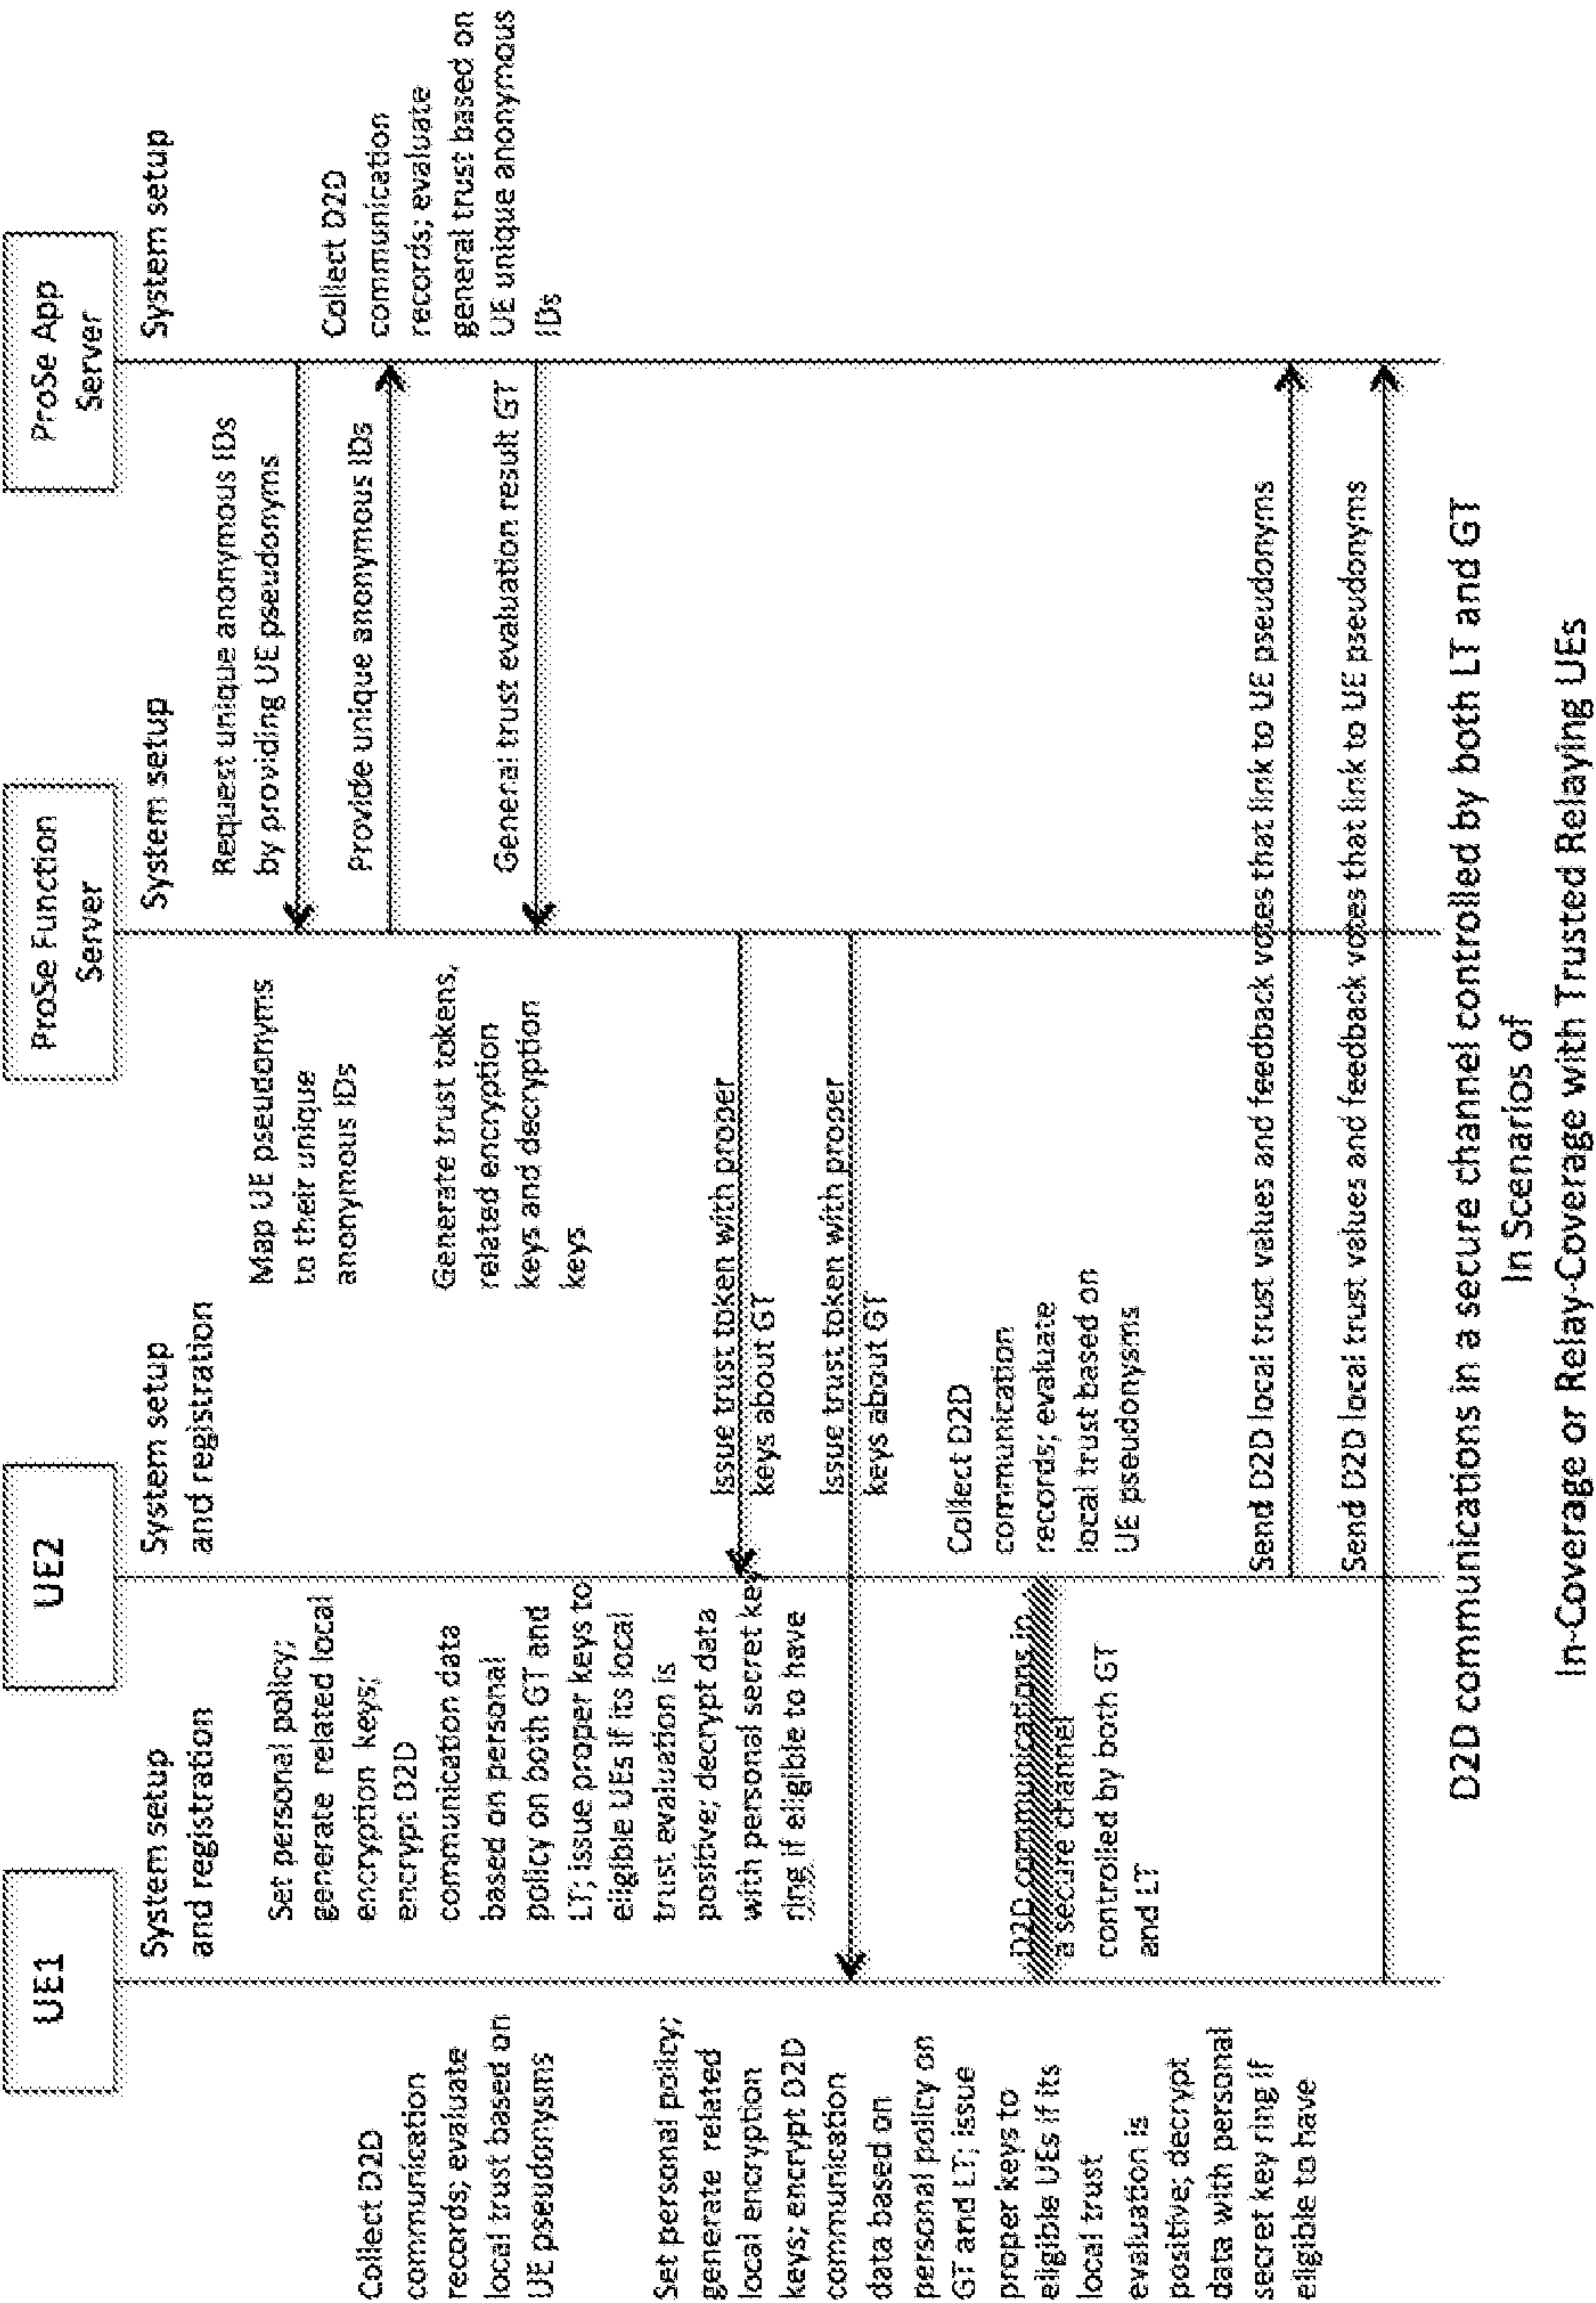 UE1
UE2
ProSe Function
Server
ProSe App
Server
System setup
and registration
System setup
and registration
System setup
System setup
Request unique anonymous IDs
by providing UE pseudonyms
Map UE pseudonyms
to their unique
anonymous IDs
Provide unique anonymous IDs
Collect D2D
communication
records; evaluate
general trust based on
UE unique anonymous
IDs
General trust evaluation result GT
Generate trust tokens,
related encryption
keys and decryption
keys
Collect D2D
communication
records; evaluate
local trust based on
UE pseudonysms
Set personal policy;
generate related local
encryption keys;
encrypt D2D
communication data
based on personal
policy on both GT and
LT; issue proper keys to
eligible UEs if its local
trust evaluation is
positive; decrypt data
with personal secret key
ring if eligible to have
Issue trust token with proper
keys about GT
Issue trust token with proper
keys about GT
Set personal policy;
generate related
local encryption
keys; encrypt D2D
communication
data based on
personal policy on
GT and LT; issue
proper keys to
eligible UEs if its
local trust
evaluation is
positive; decrypt
data with personal
secret key ring if
eligible to have
Collect D2D
communication
records; evaluate
local trust based on
UE pseudonysms
D2D communications in
a secure channel
controlled by both GT
and LT
Send D2D local trust values and feedback votes that link to UE pseudonyms
Send D2D local trust values and feedback votes that link to UE pseudonyms
D2D communications in a secure channel controlled by both LT and GT
In Scenarios of
In-Coverage or Relay-Coverage with Trusted Relaying UEs